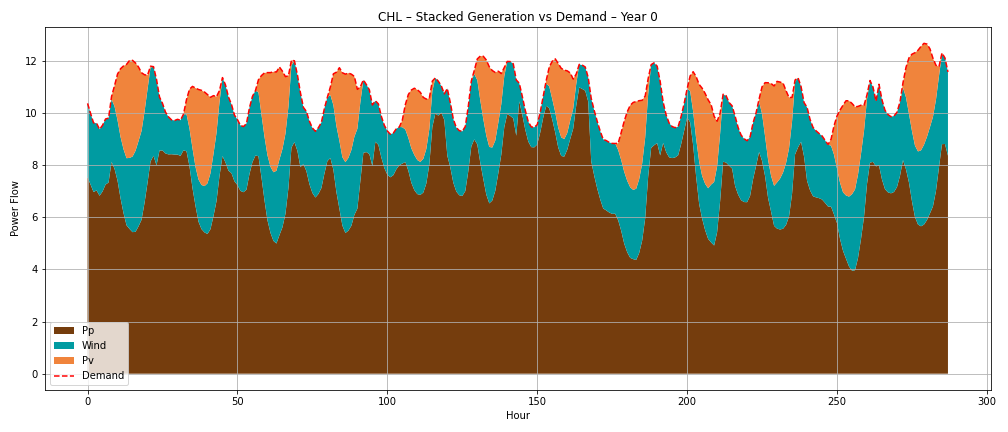 CHL – Stacked Generation vs Demand – Year 0
Power Flow
12
10
8
6
4
2
0
Pp
Wind
Pv
Demand
0 50 100 150 200 250 300
Hour